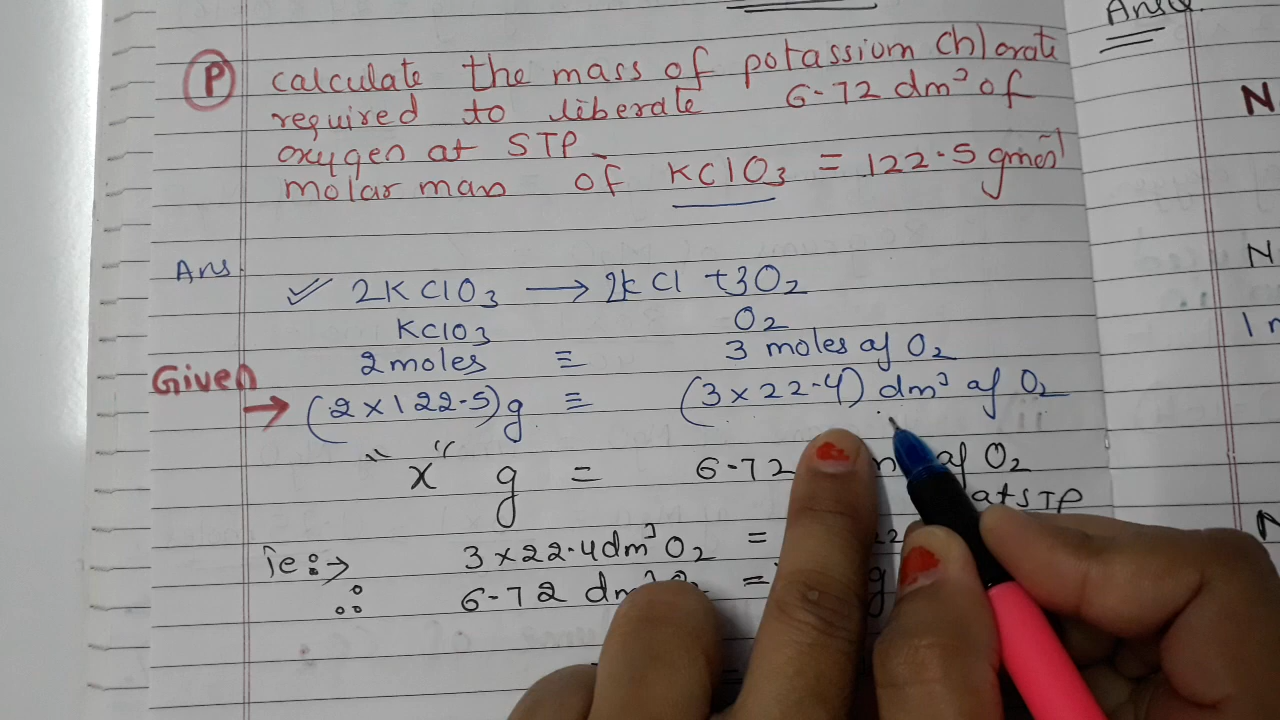 Ans
P calculate the mass of potassium chlorate
required to liberate 6.72 dm³ of
oxygen at STP
molar mass of KClO₃ = 122.5 gmol⁻¹
N
Ans
✓ 2KClO₃ → 2KCl + 3O₂
N
KClO₃ O₂
2 moles ≡ 3 moles of O₂
1
Given → (2 × 122.5)g ≡ (3 × 22.4) dm³ of O₂
"x" g = 6.72 of O₂
at STP
ie:→ 3 × 22.4 dm³ O₂ =
∴ 6.72 =